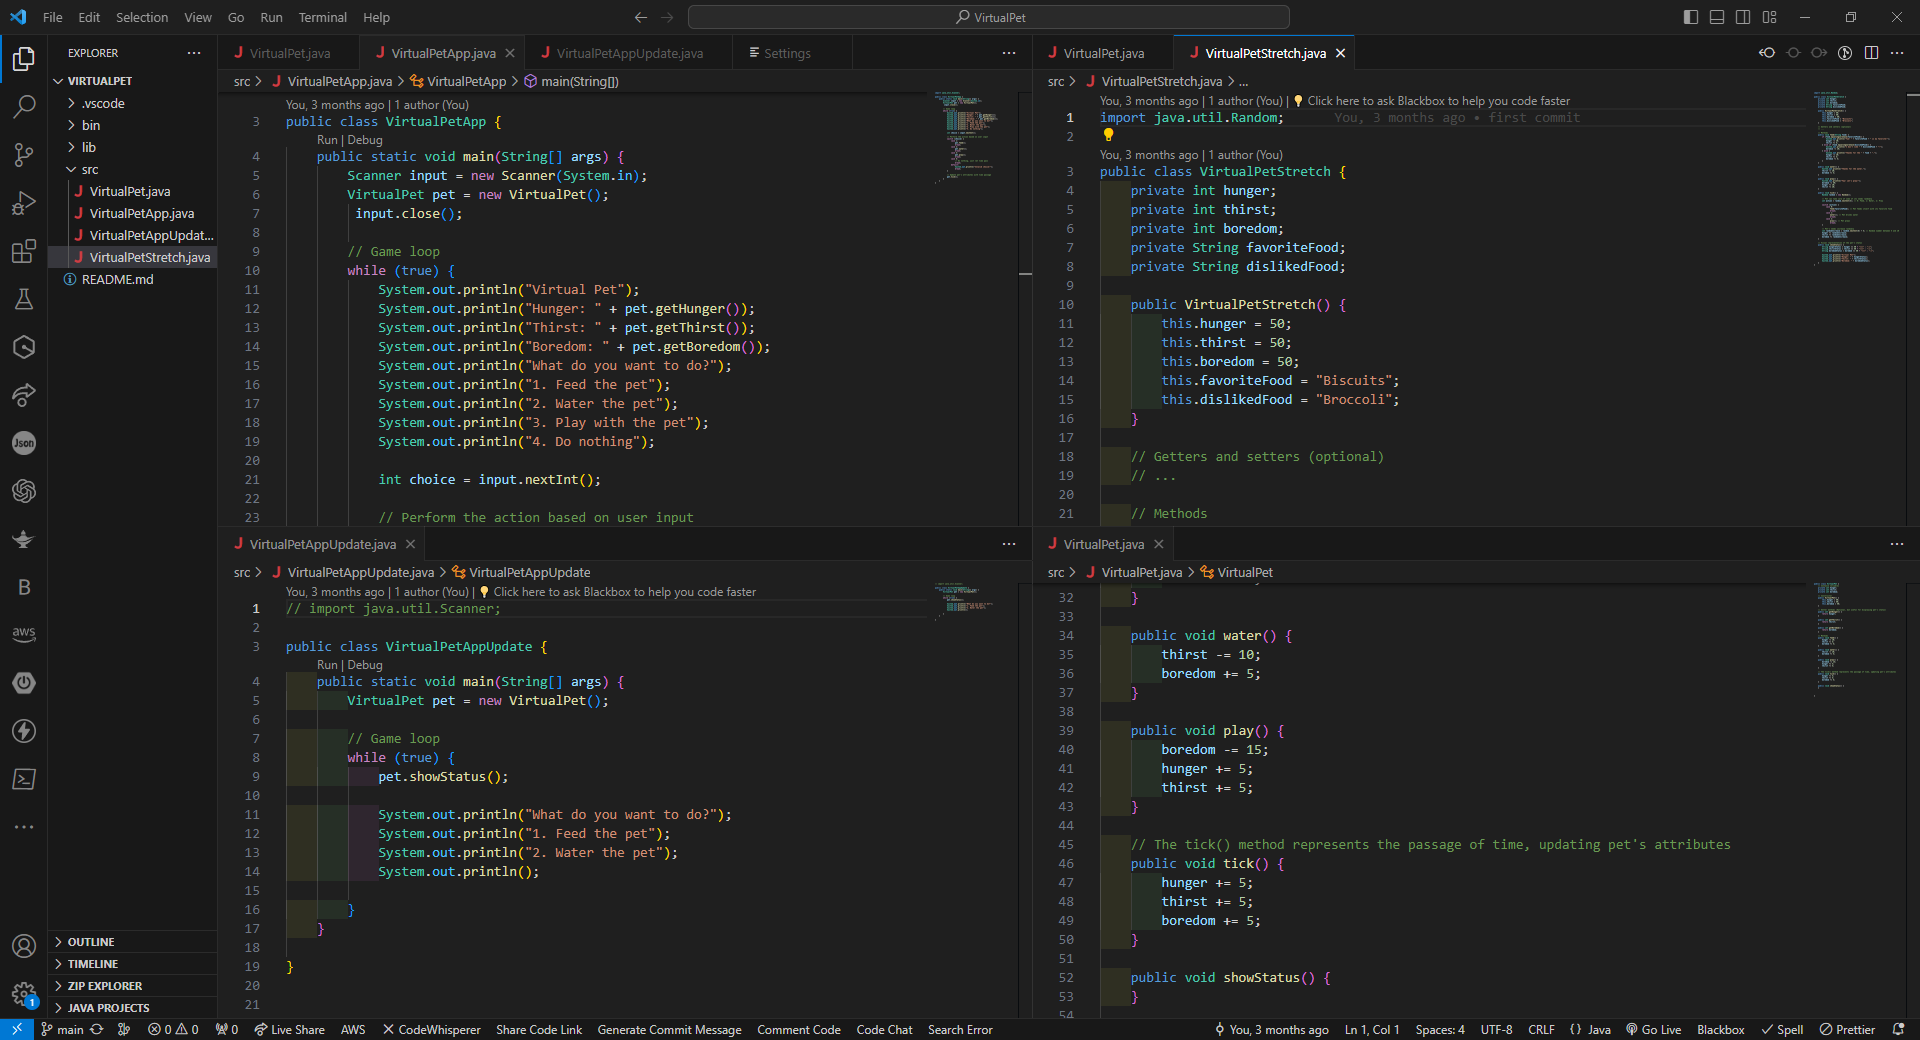 File Edit Selection View Go Run Terminal Help
VirtualPet
EXPLORER
VIRTUALPET
.vscode
bin
lib
src
VirtualPet.java
VirtualPetApp.java
VirtualPetAppUpdat...
VirtualPetStretch.java
README.md
OUTLINE
TIMELINE
ZIP EXPLORER
JAVA PROJECTS
Json
B
aws
1
VirtualPet.java VirtualPetApp.java VirtualPetAppUpdate.java Settings
src > VirtualPetApp.java > VirtualPetApp > main(String[])
You, 3 months ago | 1 author (You)
3 public class VirtualPetApp {
Run | Debug
4 public static void main(String[] args) {
5 Scanner input = new Scanner(System.in);
6 VirtualPet pet = new VirtualPet();
7 input.close();
8
9 // Game loop
10 while (true) {
11 System.out.println("Virtual Pet");
12 System.out.println("Hunger: " + pet.getHunger());
13 System.out.println("Thirst: " + pet.getThirst());
14 System.out.println("Boredom: " + pet.getBoredom());
15 System.out.println("What do you want to do?");
16 System.out.println("1. Feed the pet");
17 System.out.println("2. Water the pet");
18 System.out.println("3. Play with the pet");
19 System.out.println("4. Do nothing");
20
21 int choice = input.nextInt();
22
23 // Perform the action based on user input
VirtualPet.java VirtualPetStretch.java
src > VirtualPetStretch.java > ...
You, 3 months ago | 1 author (You) | Click here to ask Blackbox to help you code faster
1 import java.util.Random; You, 3 months ago • first commit
2
You, 3 months ago | 1 author (You)
3 public class VirtualPetStretch {
4 private int hunger;
5 private int thirst;
6 private int boredom;
7 private String favoriteFood;
8 private String dislikedFood;
9
10 public VirtualPetStretch() {
11 this.hunger = 50;
12 this.thirst = 50;
13 this.boredom = 50;
14 this.favoriteFood = "Biscuits";
15 this.dislikedFood = "Broccoli";
16 }
17
18 // Getters and setters (optional)
19 // ...
20
21 // Methods
VirtualPetAppUpdate.java
src > VirtualPetAppUpdate.java > VirtualPetAppUpdate
You, 3 months ago | 1 author (You) | Click here to ask Blackbox to help you code faster
1 // import java.util.Scanner;
2
3 public class VirtualPetAppUpdate {
Run | Debug
4 public static void main(String[] args) {
5 VirtualPet pet = new VirtualPet();
6
7 // Game loop
8 while (true) {
9 pet.showStatus();
10
11 System.out.println("What do you want to do?");
12 System.out.println("1. Feed the pet");
13 System.out.println("2. Water the pet");
14 System.out.println();
15
16 }
17 }
18
19 }
20
21
VirtualPet.java
src > VirtualPet.java > VirtualPet
32 }
33
34 public void water() {
35 thirst -= 10;
36 boredom += 5;
37 }
38
39 public void play() {
40 boredom -= 15;
41 hunger += 5;
42 thirst += 5;
43 }
44
45 // The tick() method represents the passage of time, updating pet's attributes
46 public void tick() {
47 hunger += 5;
48 thirst += 5;
49 boredom += 5;
50 }
51
52 public void showStatus() {
53 }
54
main 0 0 0 Live Share AWS CodeWhisperer Share Code Link Generate Commit Message Comment Code Code Chat Search Error You, 3 months ago Ln 1, Col 1 Spaces: 4 UTF-8 CRLF {} Java Go Live Blackbox Spell Prettier